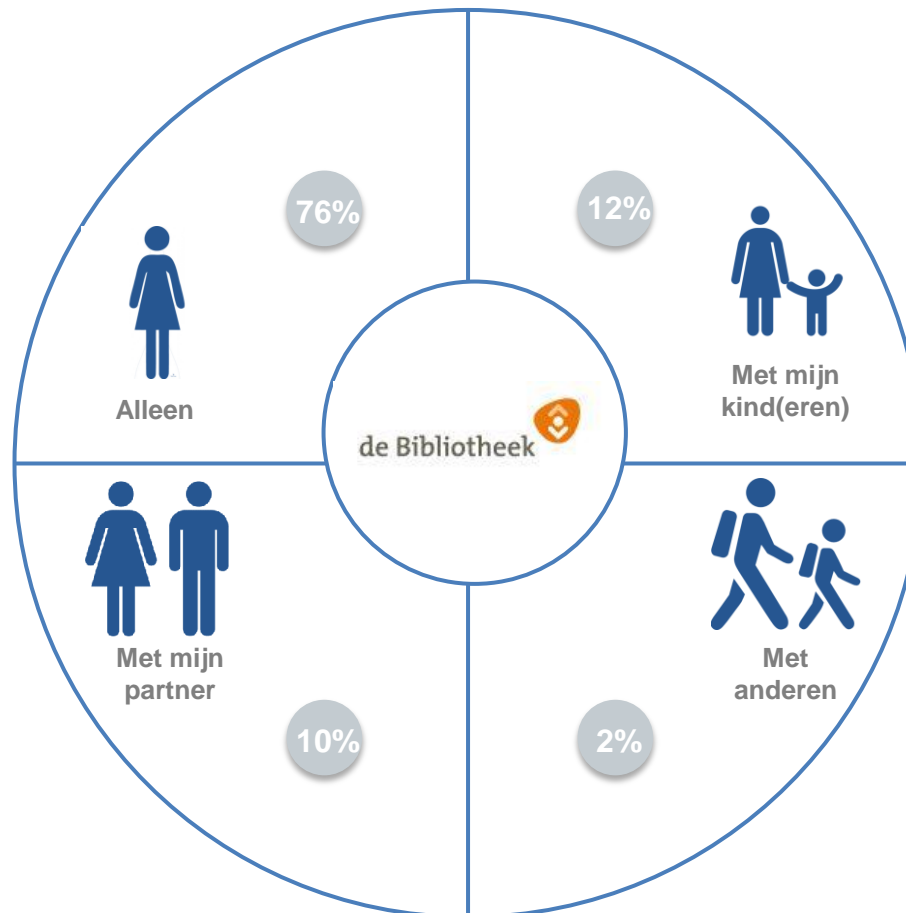 76%
12%
Alleen
Met mijn
kind(eren)
de Bibliotheek
Met mijn
partner
Met
anderen
10%
2%